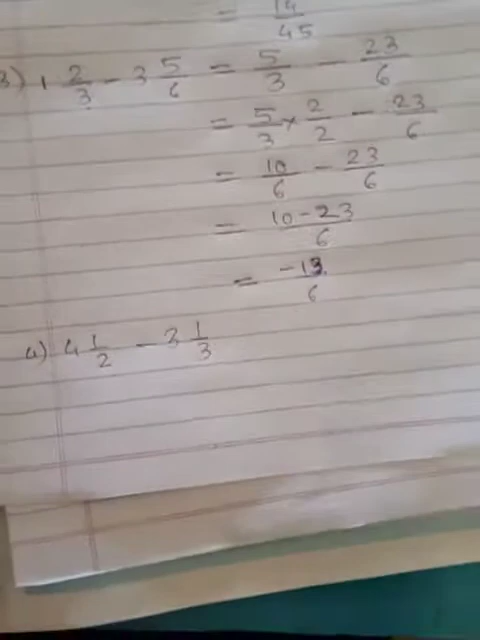 = 14/45
3) 1 2/3 - 3 5/6 = 5/3 - 23/6
= 5/3 × 2/2 - 23/6
= 10/6 - 23/6
= 10-23/6
= -13/6
4) 4 1/2 - 3 1/3